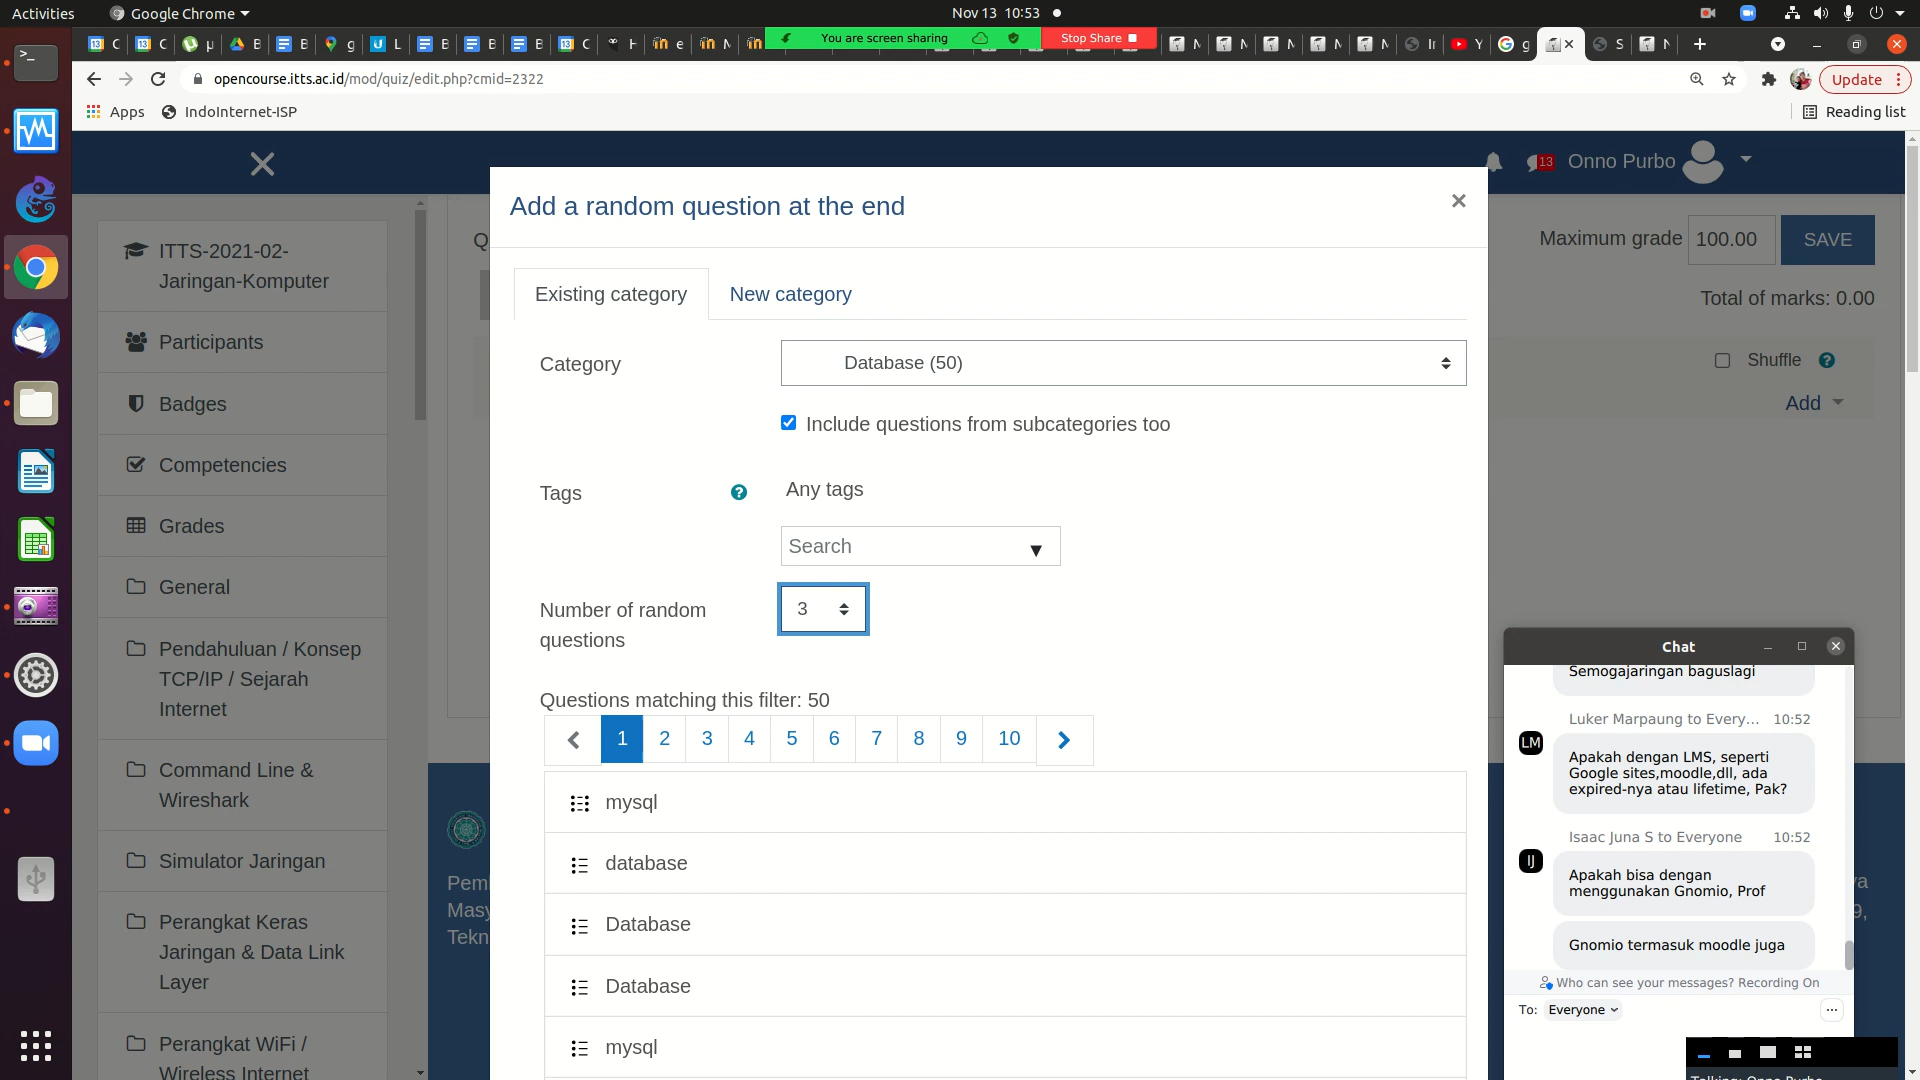 Activities
Google Chrome
Nov 13 10:53
You are screen sharing
Stop Share
opencourse.itts.ac.id/mod/quiz/edit.php?cmid=2322
Update
Apps
IndoInternet-ISP
Reading list
13
Onno Purbo
Add a random question at the end
Maximum grade
100.00
SAVE
Total of marks: 0.00
Shuffle
Add
ITTS-2021-02-
Jaringan-Komputer
Participants
Badges
Competencies
Grades
General
Pendahuluan / Konsep
TCP/IP / Sejarah
Internet
Command Line &
Wireshark
Simulator Jaringan
Perangkat Keras
Jaringan & Data Link
Layer
Perangkat WiFi /
Wireless Internet
Existing category
New category
Category
Database (50)
Include questions from subcategories too
Tags
Any tags
Search
Number of random
questions
3
Questions matching this filter: 50
1 2 3 4 5 6 7 8 9 10
mysql
database
Database
Database
mysql
Chat
Semogajaringan baguslagi
Luker Marpaung to Every... 10:52
LM
Apakah dengan LMS, seperti
Google sites,moodle,dll, ada
expired-nya atau lifetime, Pak?
Isaac Juna S to Everyone 10:52
IJ
Apakah bisa dengan
menggunakan Gnomio, Prof
Gnomio termasuk moodle juga
Who can see your messages? Recording On
To: Everyone